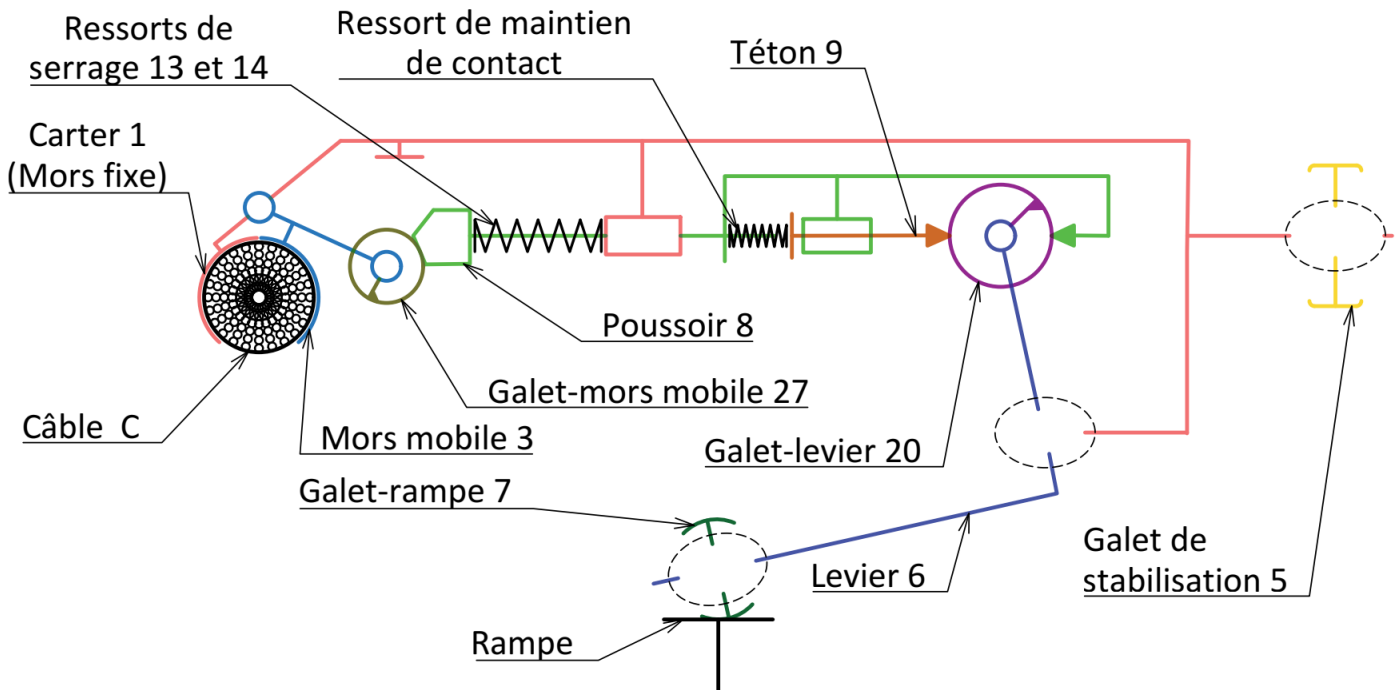 Ressorts de
serrage 13 et 14
Ressort de maintien
de contact
Téton 9
Carter 1
(Mors fixe)
Poussoir 8
Galet-mors mobile 27
Câble C
Mors mobile 3
Galet-levier 20
Galet-rampe 7
Levier 6
Galet de
stabilisation 5
Rampe